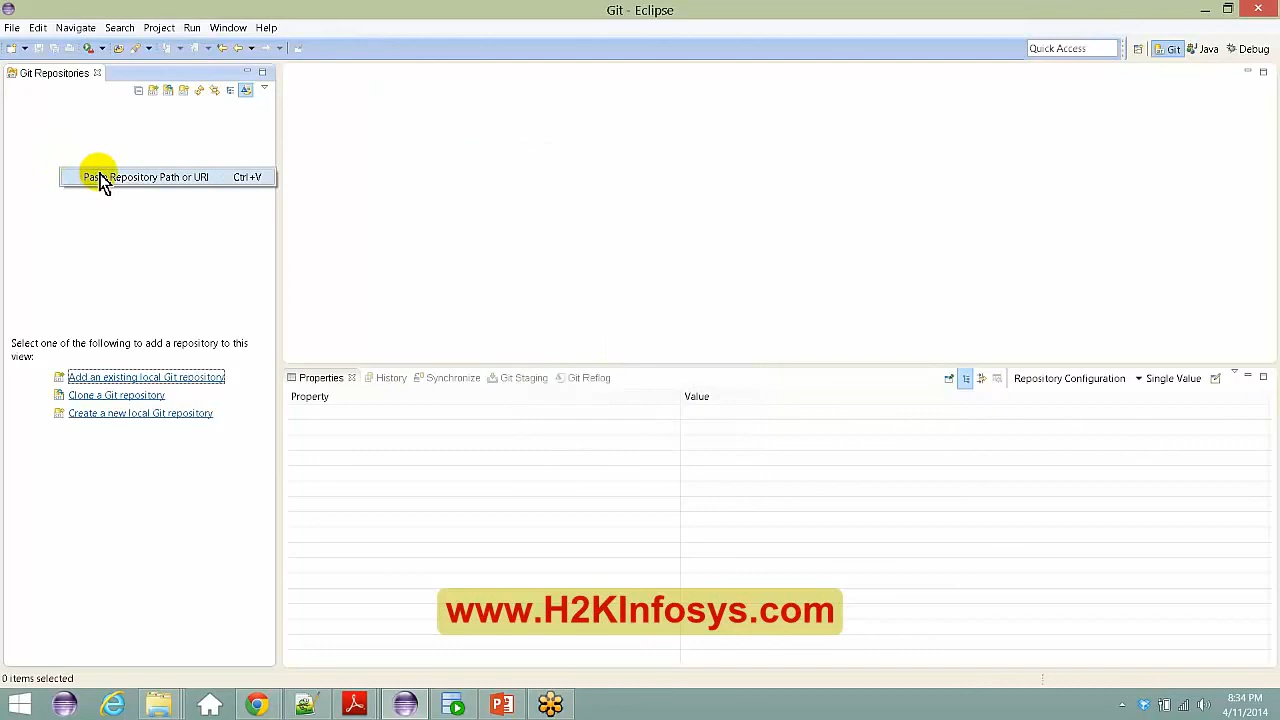 Git - Eclipse
File Edit Navigate Search Project Run Window Help
Quick Access
Git Java Debug
Git Repositories
Paste Repository Path or URI Ctrl+V
Select one of the following to add a repository to this
view:
Add an existing local Git repository
Clone a Git repository
Create a new local Git repository
Properties History Synchronize Git Staging Git Reflog
Repository Configuration Single Value
Property Value
www.H2KInfosys.com
0 items selected
8:34 PM
4/11/2014